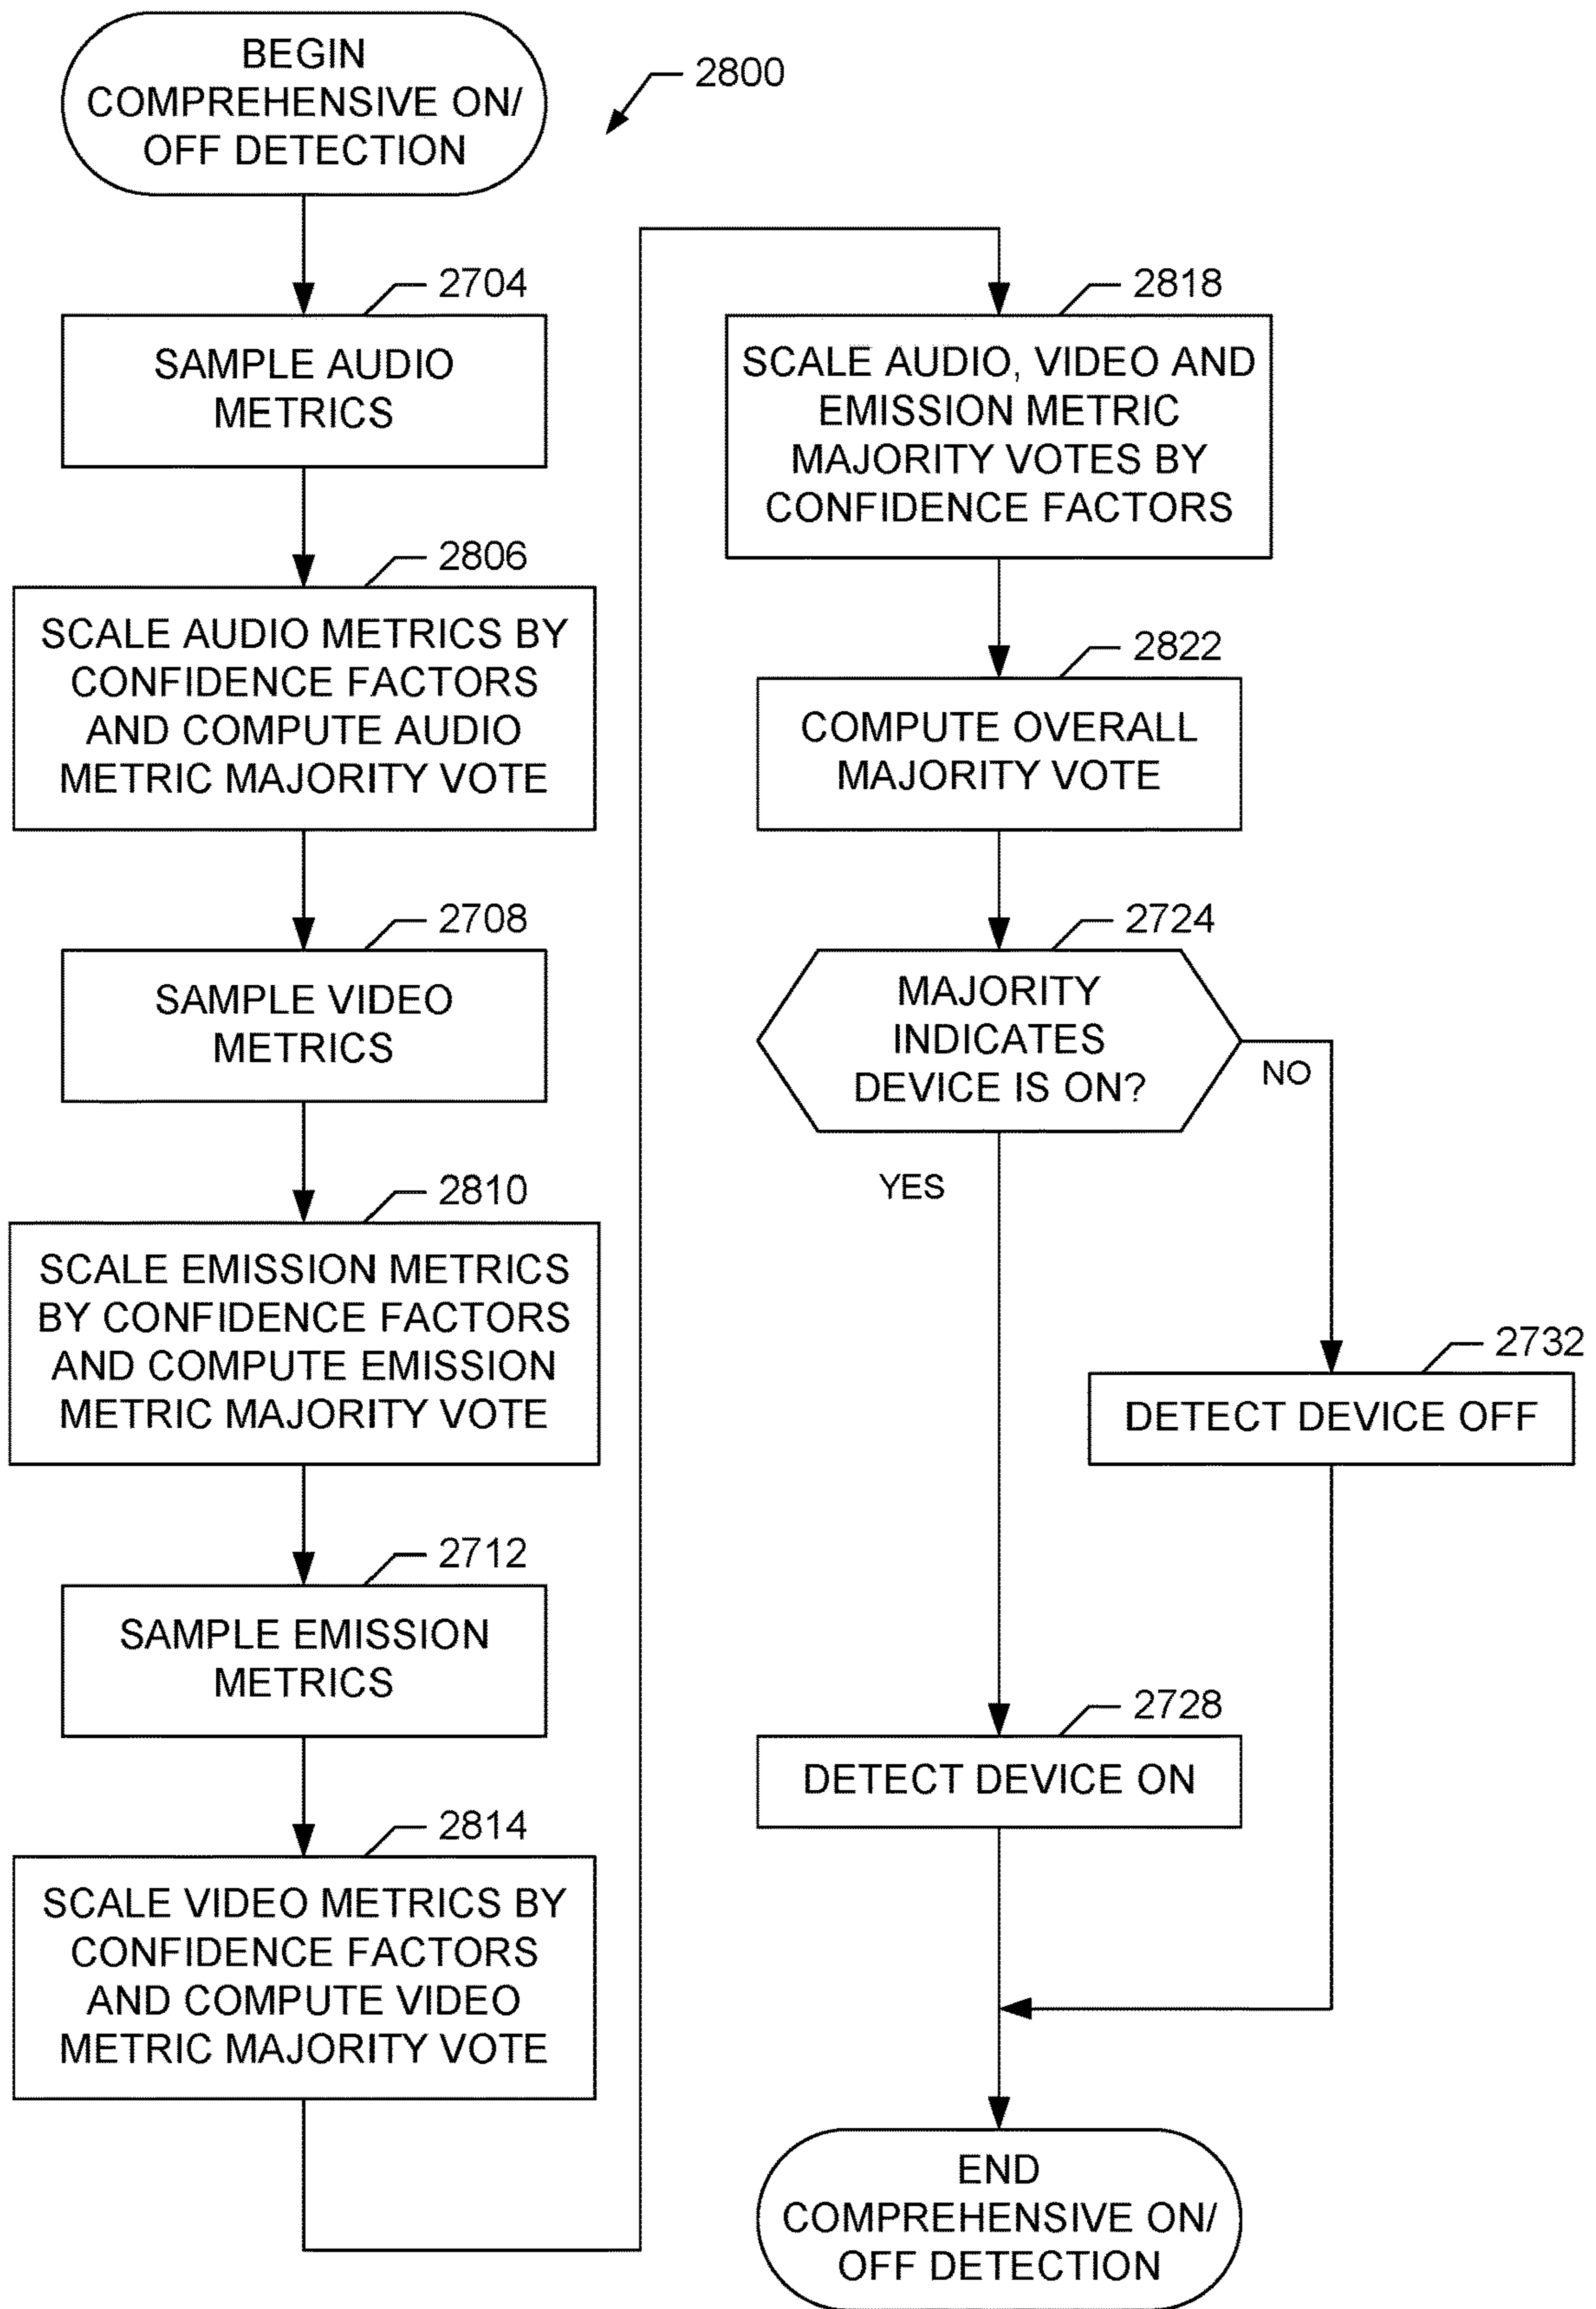 BEGIN
COMPREHENSIVE ON/
OFF DETECTION
2800
2704
SAMPLE AUDIO
METRICS
2806
SCALE AUDIO METRICS BY
CONFIDENCE FACTORS
AND COMPUTE AUDIO
METRIC MAJORITY VOTE
2708
SAMPLE VIDEO
METRICS
2810
SCALE EMISSION METRICS
BY CONFIDENCE FACTORS
AND COMPUTE EMISSION
METRIC MAJORITY VOTE
2712
SAMPLE EMISSION
METRICS
2814
SCALE VIDEO METRICS BY
CONFIDENCE FACTORS
AND COMPUTE VIDEO
METRIC MAJORITY VOTE
2818
SCALE AUDIO, VIDEO AND
EMISSION METRIC
MAJORITY VOTES BY
CONFIDENCE FACTORS
2822
COMPUTE OVERALL
MAJORITY VOTE
2724
MAJORITY
INDICATES
DEVICE IS ON?
NO
YES
2732
DETECT DEVICE OFF
2728
DETECT DEVICE ON
END
COMPREHENSIVE ON/
OFF DETECTION